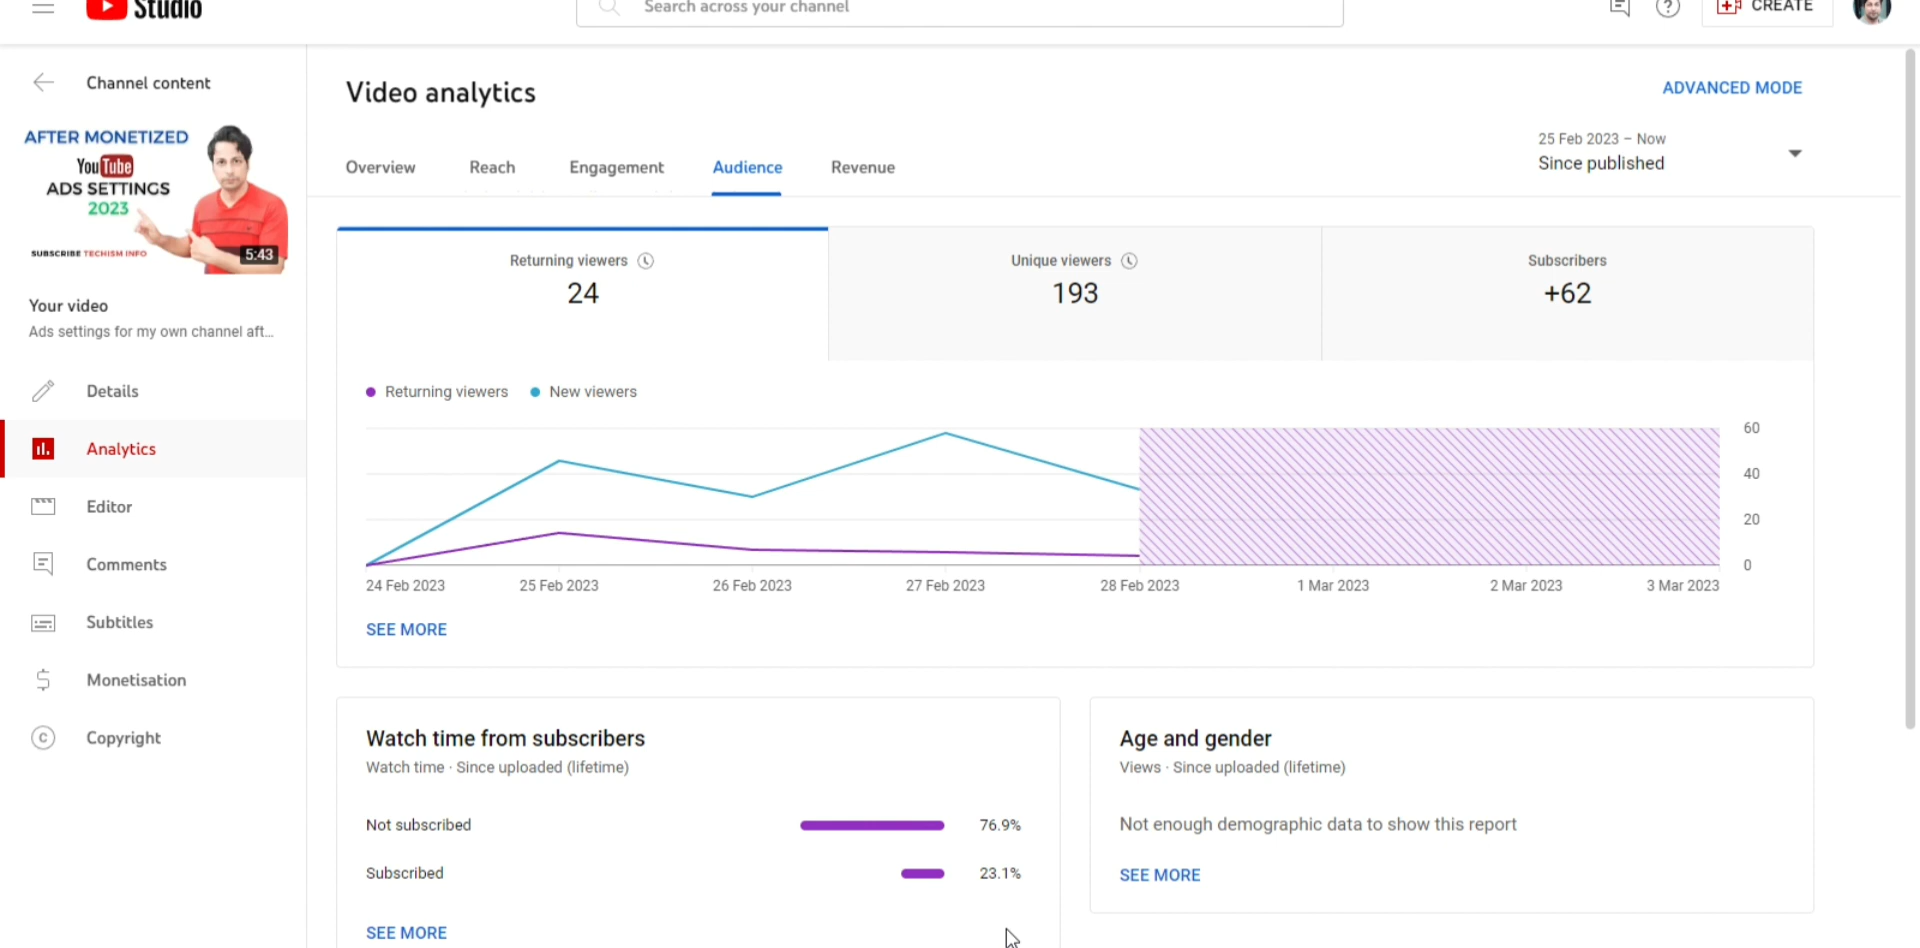 Studio
Search across your channel
CREATE
Channel content
AFTER MONETIZED
YouTube
ADS SETTINGS
2023
SUBSCRIBE TECHISM INFO
5:43
Your video
Ads settings for my own channel aft...
Details
Analytics
Editor
Comments
Subtitles
Monetisation
Copyright
Video analytics
ADVANCED MODE
25 Feb 2023 – Now
Since published
Overview Reach Engagement Audience Revenue
Returning viewers
24
Unique viewers
193
Subscribers
+62
Returning viewers New viewers
60
40
20
0
24 Feb 2023 25 Feb 2023 26 Feb 2023 27 Feb 2023 28 Feb 2023 1 Mar 2023 2 Mar 2023 3 Mar 2023
SEE MORE
Watch time from subscribers
Watch time · Since uploaded (lifetime)
Not subscribed 76.9%
Subscribed 23.1%
SEE MORE
Age and gender
Views · Since uploaded (lifetime)
Not enough demographic data to show this report
SEE MORE